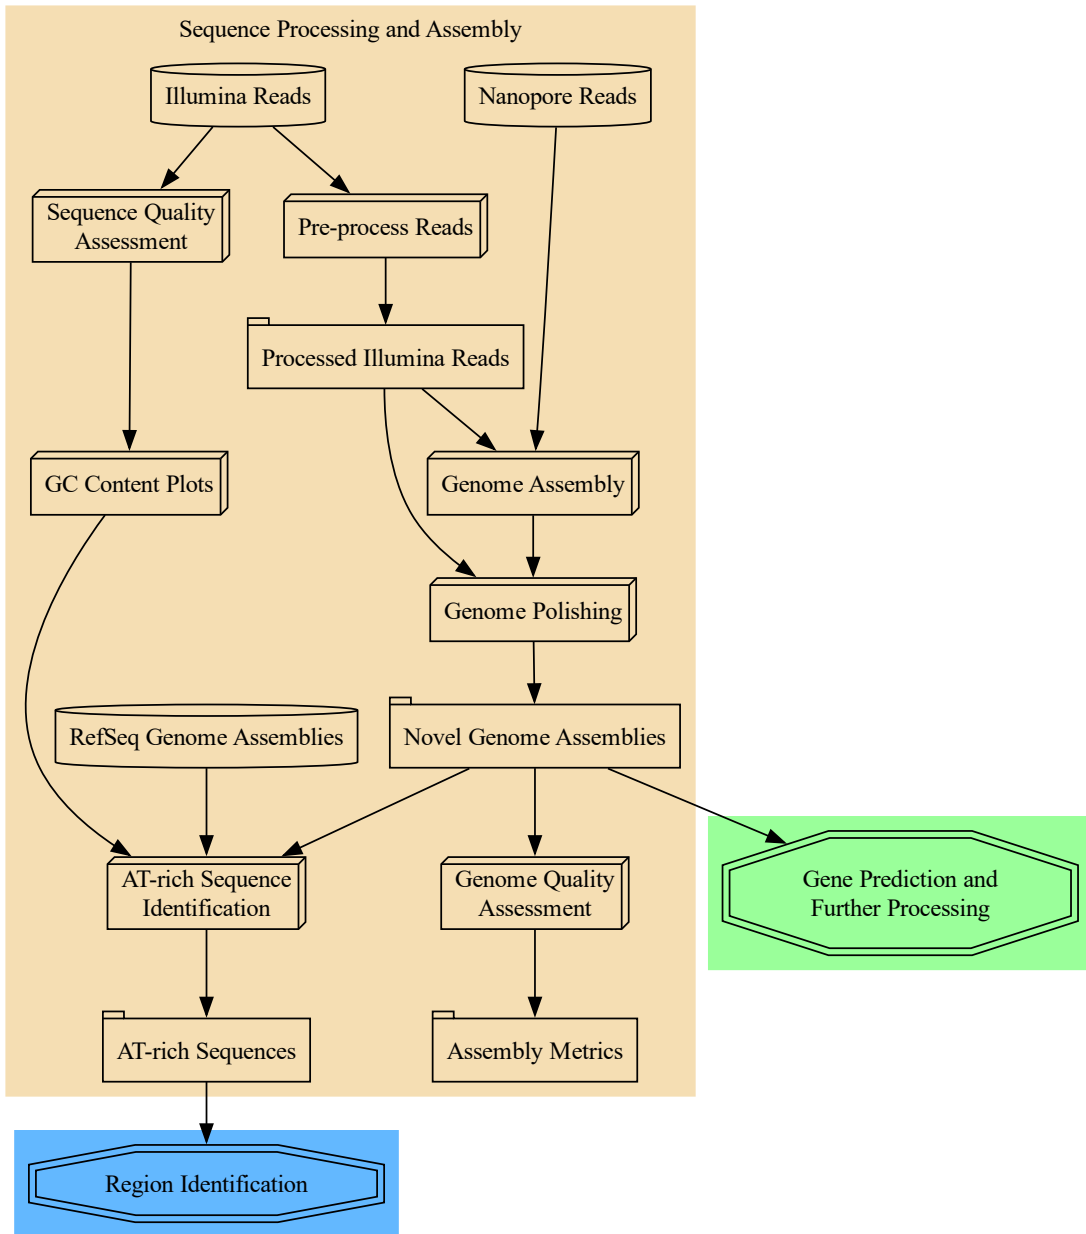 Sequence Processing and Assembly
Illumina Reads
Nanopore Reads
Sequence Quality
Assessment
Pre-process Reads
Processed Illumina Reads
GC Content Plots
Genome Assembly
Genome Polishing
RefSeq Genome Assemblies
Novel Genome Assemblies
AT-rich Sequence
Identification
Genome Quality
Assessment
Gene Prediction and
Further Processing
AT-rich Sequences
Assembly Metrics
Region Identification